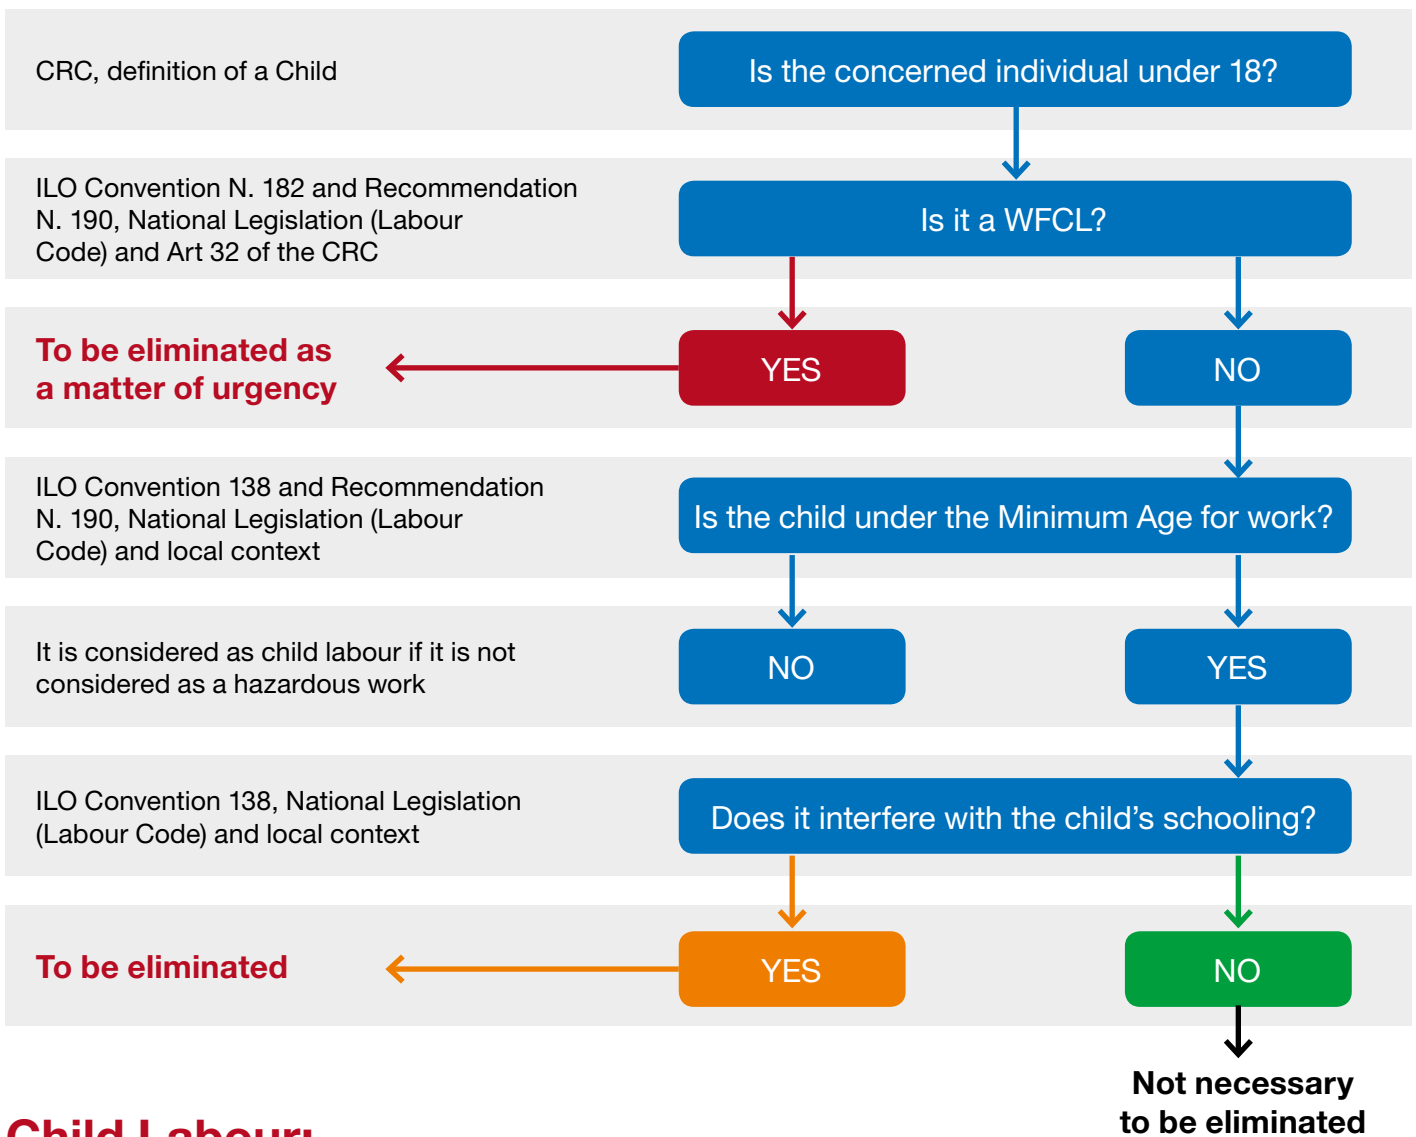 CRC, definition of a Child
Is the concerned individual under 18?
ILO Convention N. 182 and Recommendation
N. 190, National Legislation (Labour
Code) and Art 32 of the CRC
Is it a WFCL?
To be eliminated as
a matter of urgency
YES
NO
ILO Convention 138 and Recommendation
N. 190, National Legislation (Labour
Code) and local context
Is the child under the Minimum Age for work?
It is considered as child labour if it is not
considered as a hazardous work
NO
YES
ILO Convention 138, National Legislation
(Labour Code) and local context
Does it interfere with the child’s schooling?
To be eliminated
YES
NO
Not necessary
to be eliminated
Child Labour: